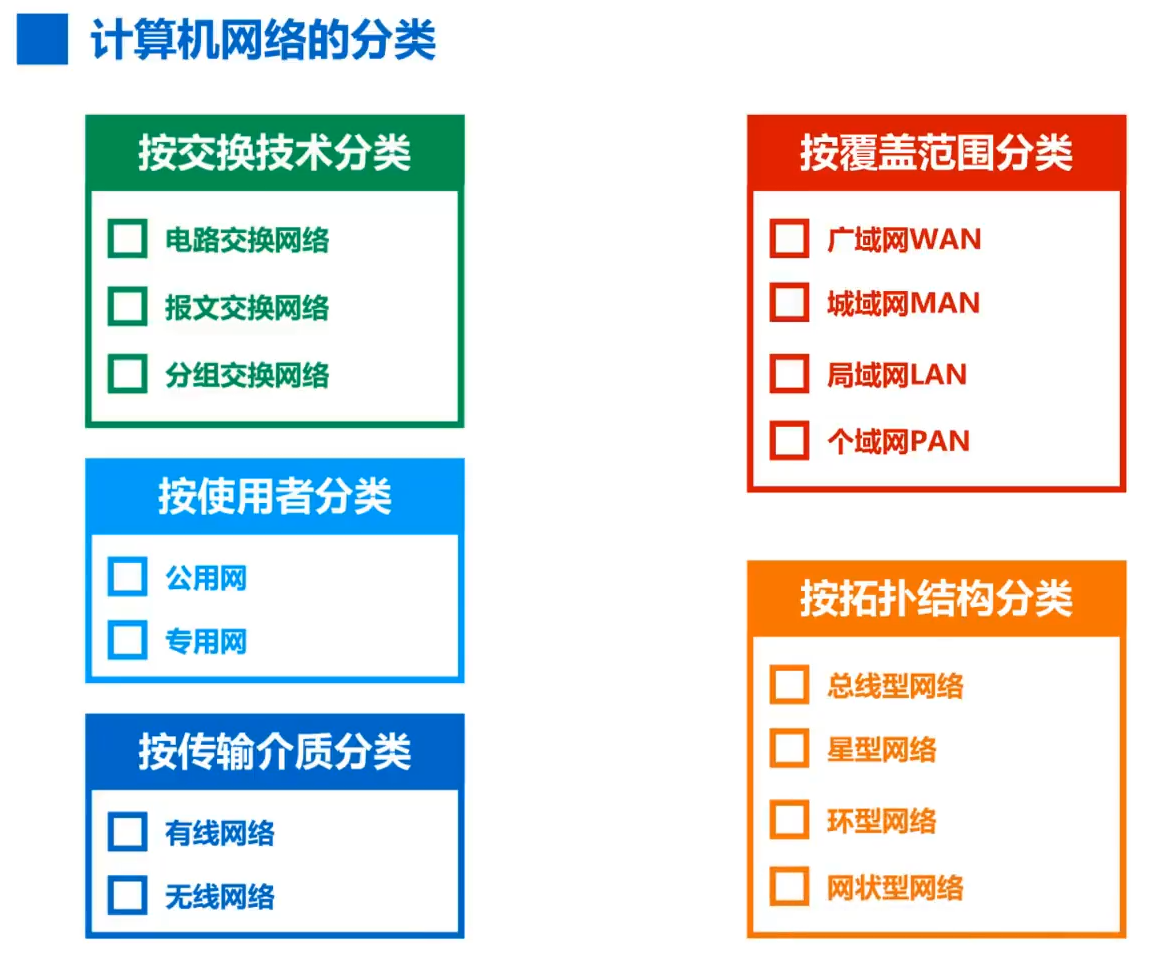 计算机网络的分类
按交换技术分类
电路交换网络
报文交换网络
分组交换网络
按使用者分类
公用网
专用网
按传输介质分类
有线网络
无线网络
按覆盖范围分类
广域网WAN
城域网MAN
局域网LAN
个域网PAN
按拓扑结构分类
总线型网络
星型网络
环型网络
网状型网络